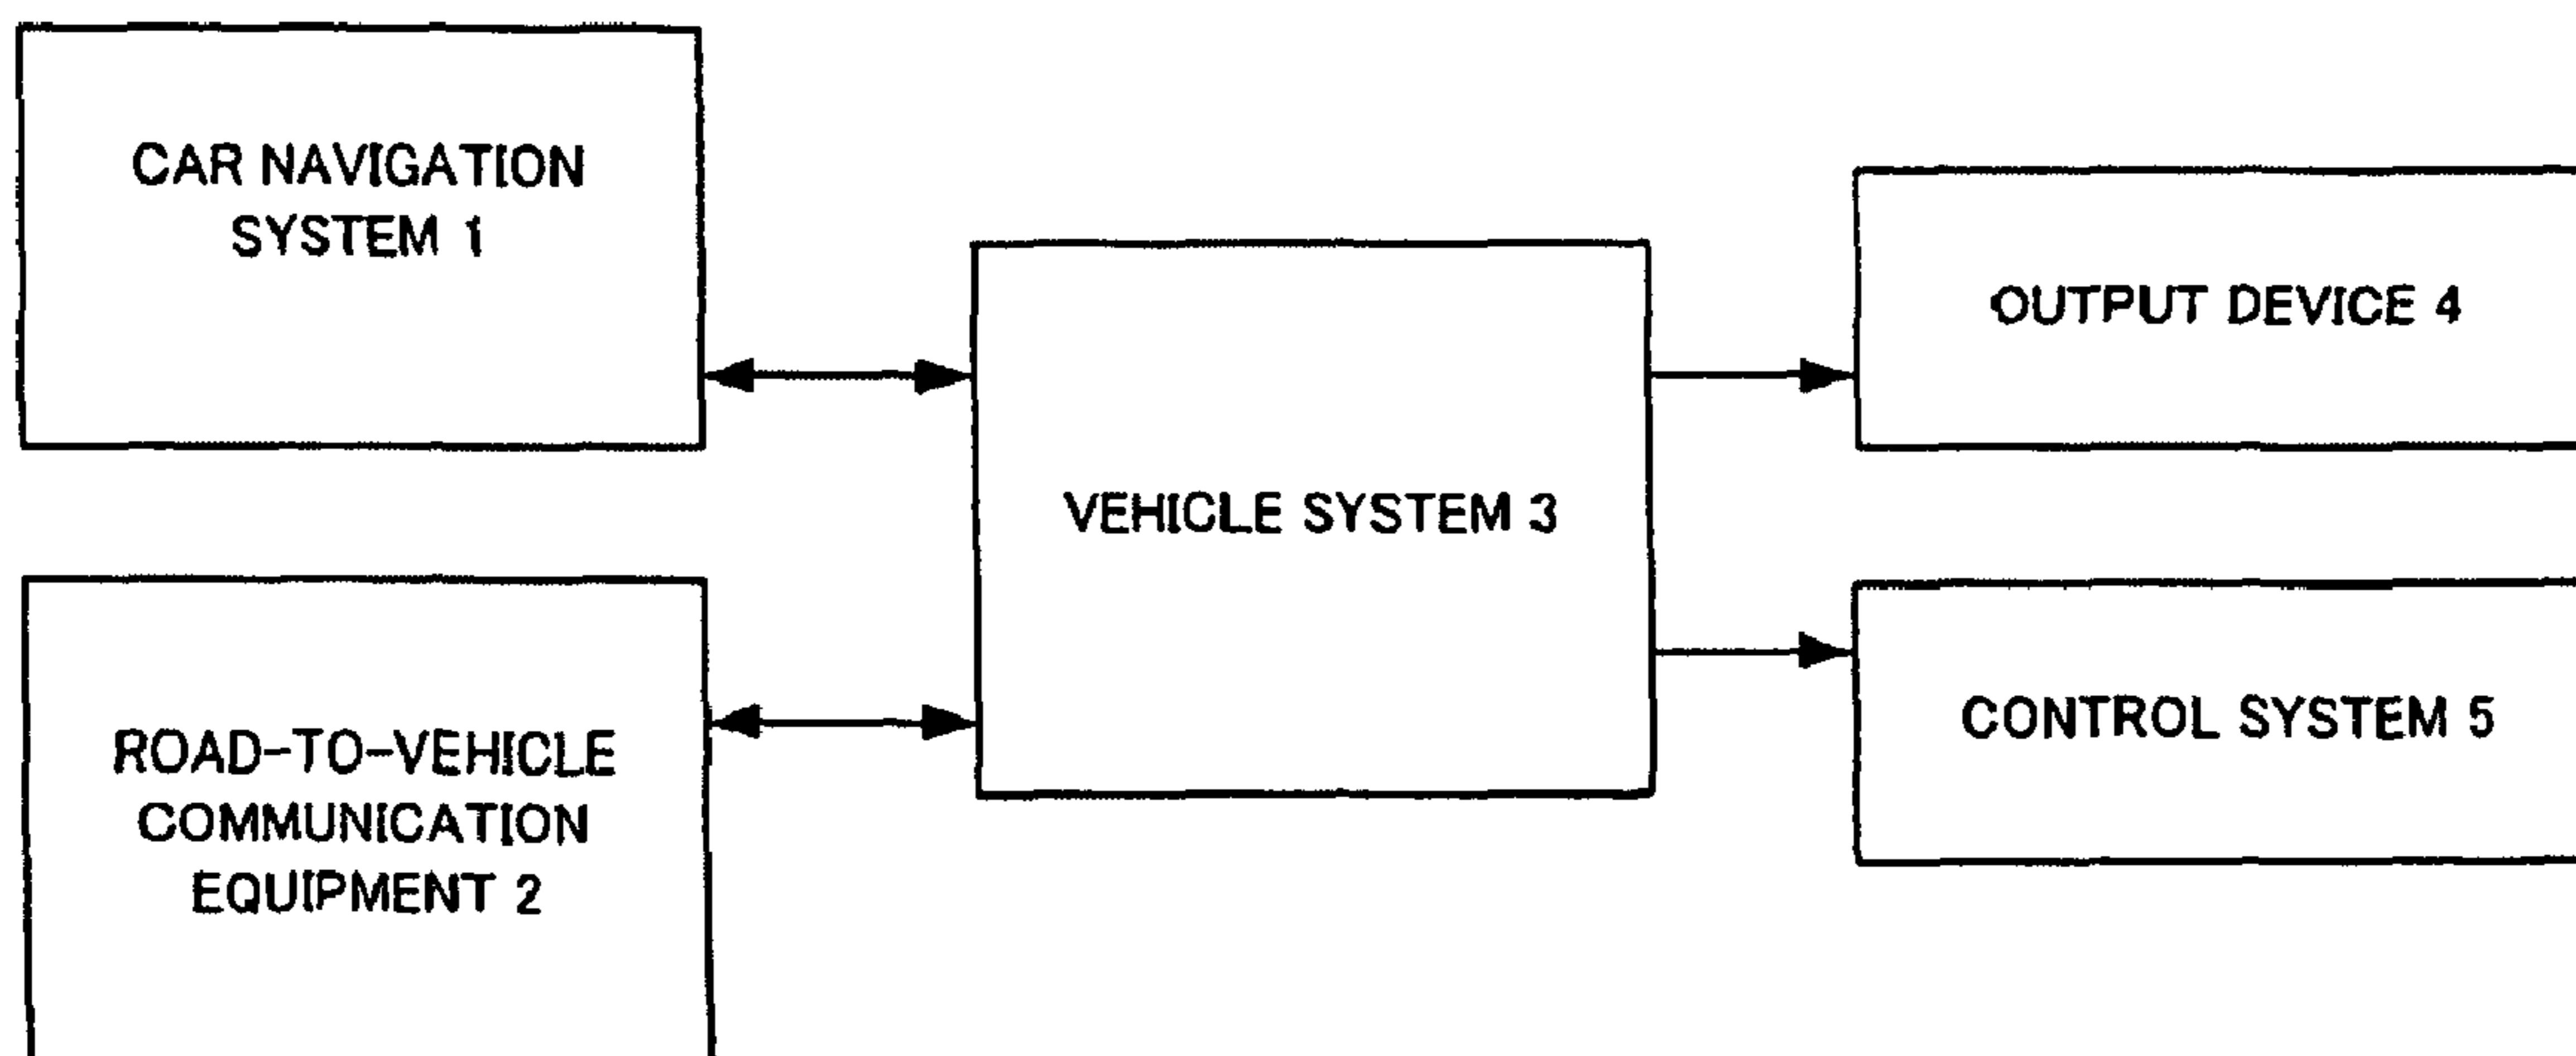 CAR NAVIGATION
SYSTEM 1
ROAD-TO-VEHICLE
COMMUNICATION
EQUIPMENT 2
VEHICLE SYSTEM 3
OUTPUT DEVICE 4
CONTROL SYSTEM 5